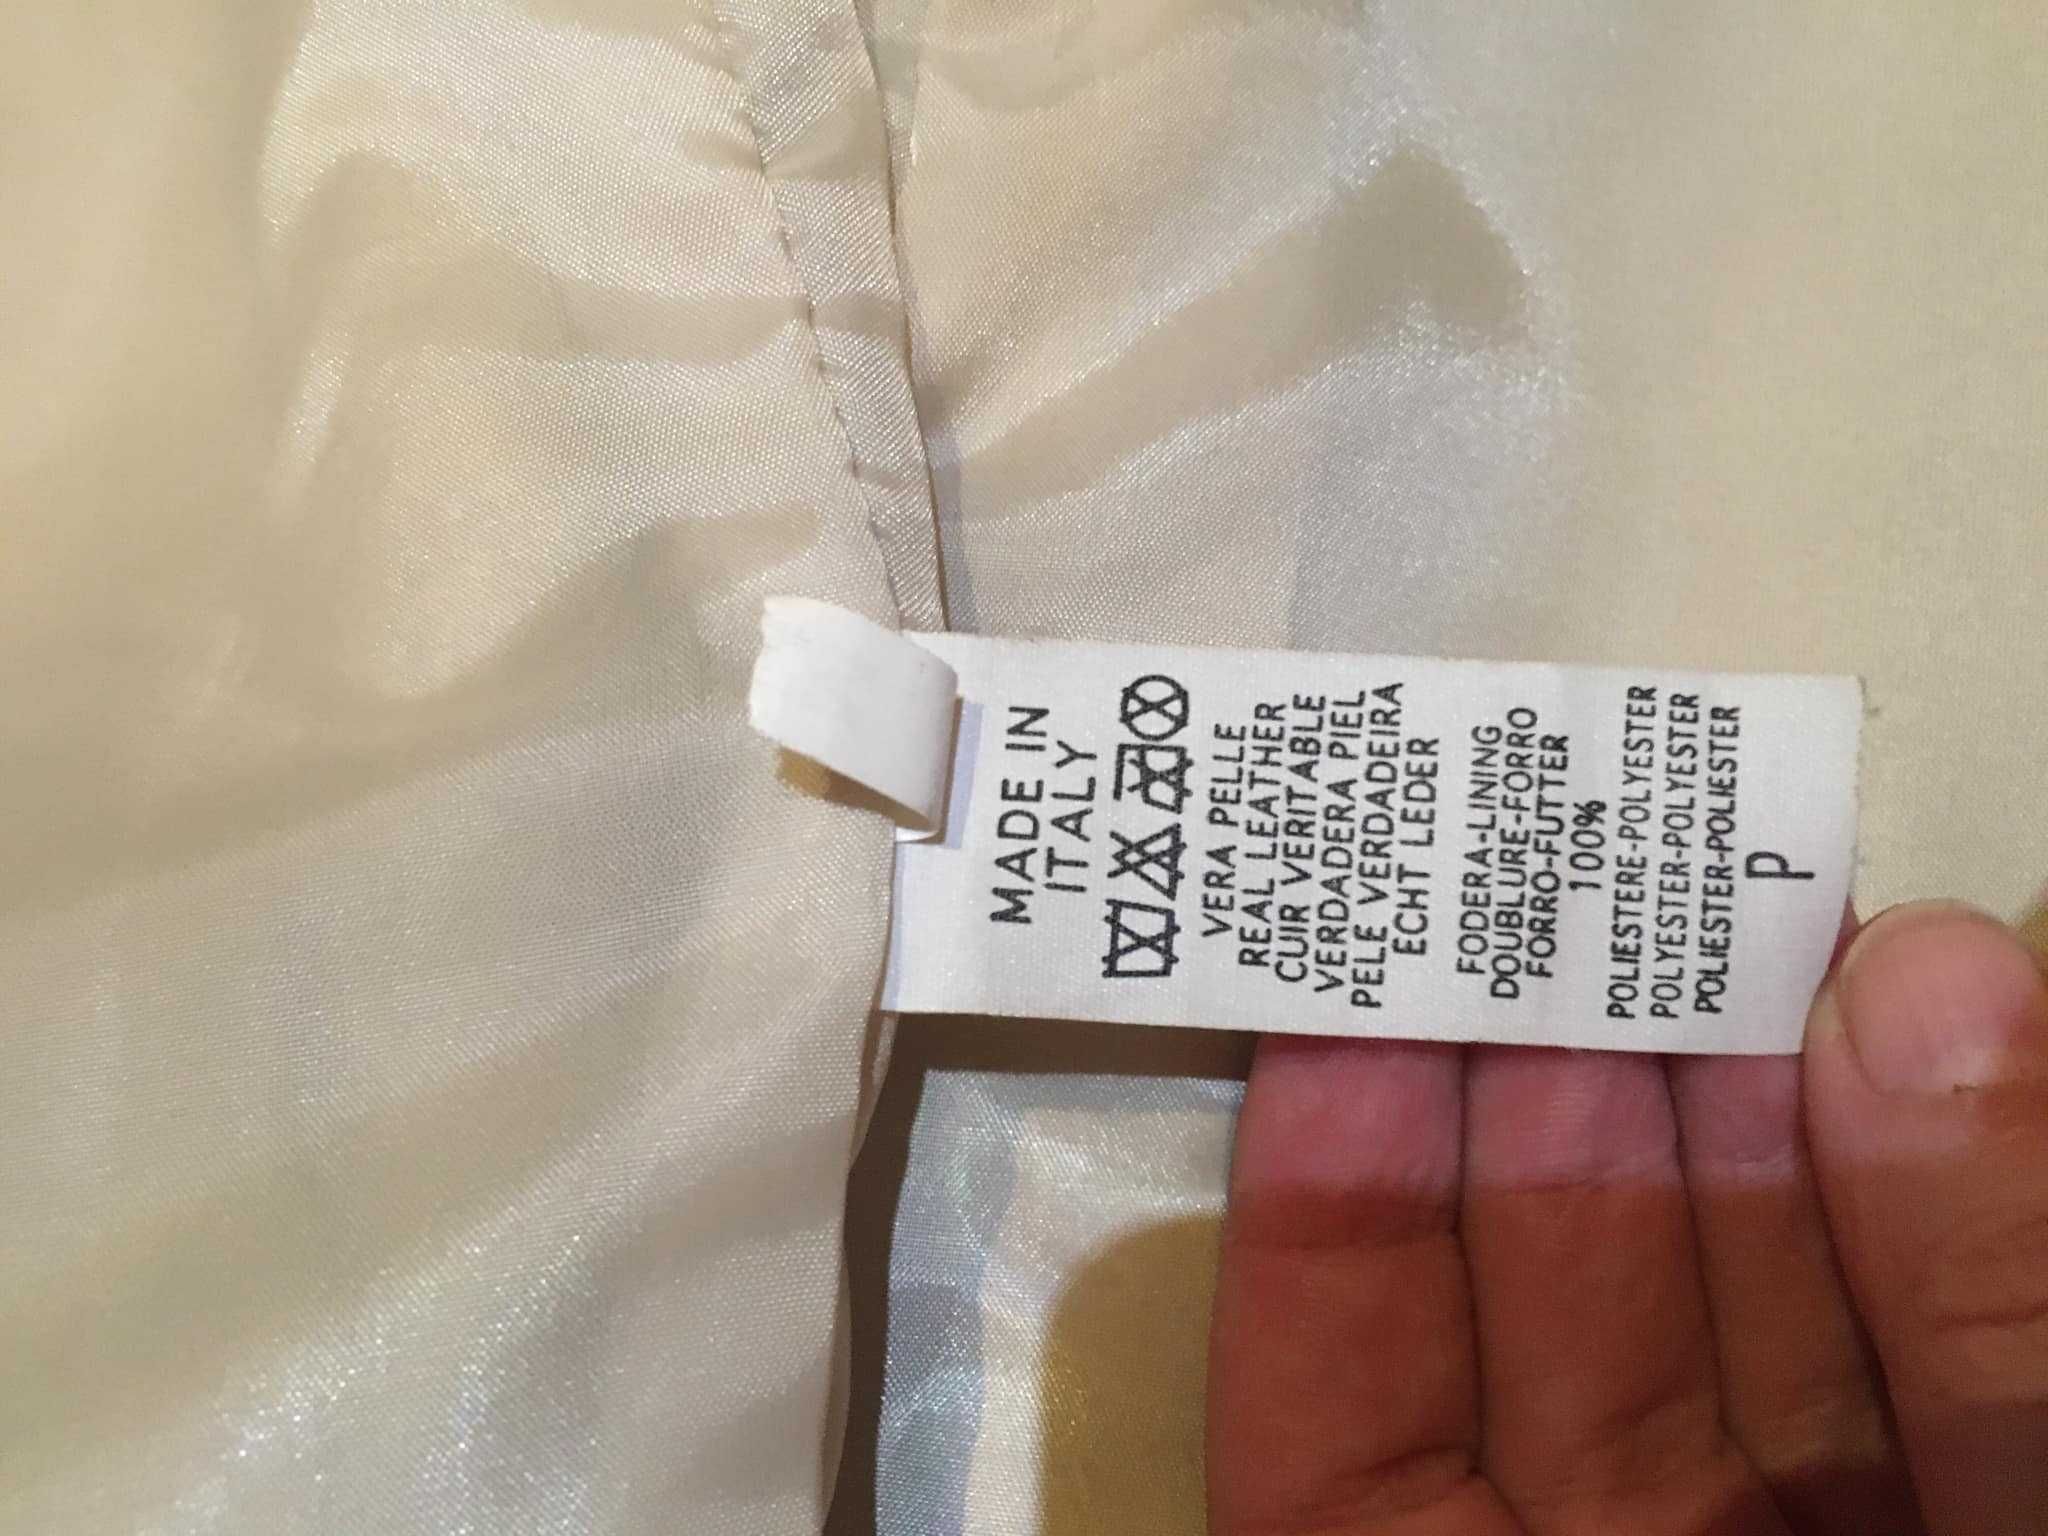 MADE IN
ITALY
VERA PELLE
REAL LEATHER
CUIR VERITABLE
VERDADERA PIEL
PELE VERDADEIRA
ECHT LEDER
FODERA-LINING
DOUBLURE-FORRO
FORRO-FUTTER
100%
POLIESTERE-POLYESTER
POLYESTER-POLYESTER
POLIESTER-POLIESTER
P